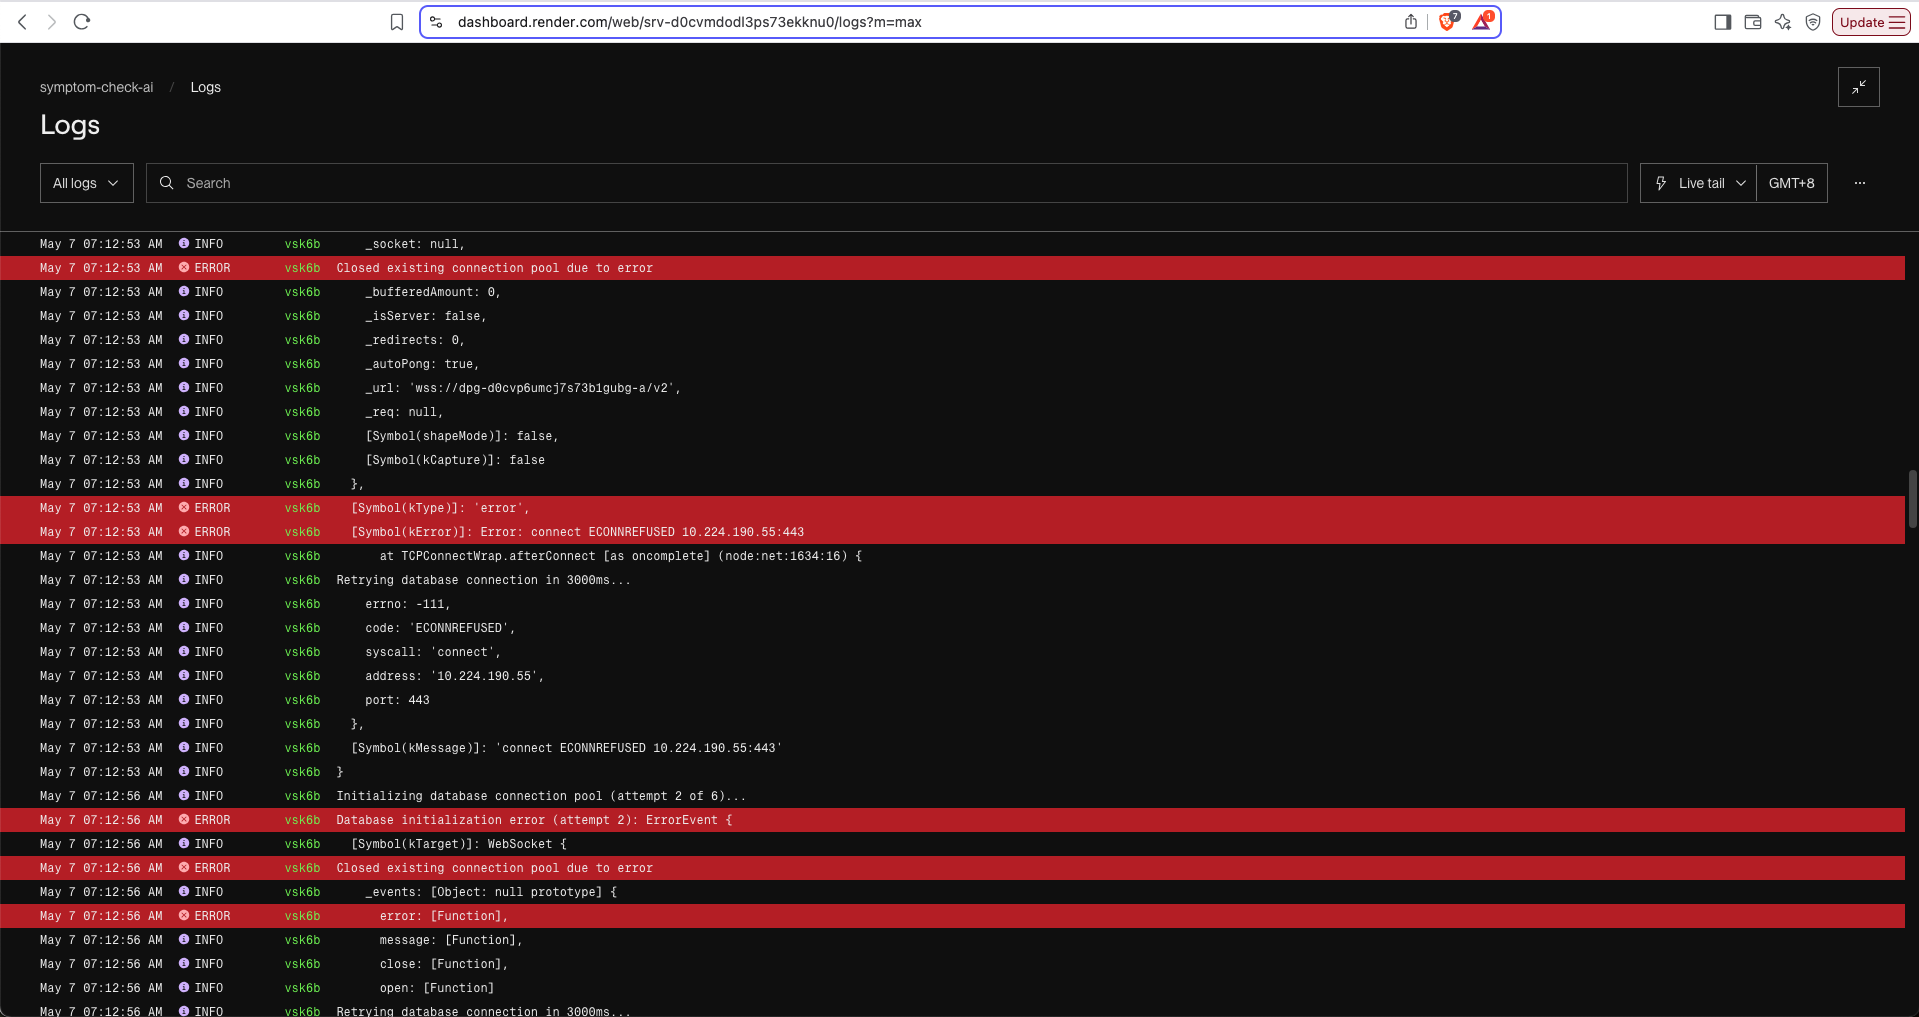 dashboard.render.com/web/srv-d0cvmdodl3ps73ekknu0/logs?m=max
7
1
Update
symptom-check-ai / Logs
Logs
All logs
Search
Live tail
GMT+8
...
May 7 07:12:53 AM INFO vsk6b _socket: null,
May 7 07:12:53 AM ERROR vsk6b Closed existing connection pool due to error
May 7 07:12:53 AM INFO vsk6b _bufferedAmount: 0,
May 7 07:12:53 AM INFO vsk6b _isServer: false,
May 7 07:12:53 AM INFO vsk6b _redirects: 0,
May 7 07:12:53 AM INFO vsk6b _autoPong: true,
May 7 07:12:53 AM INFO vsk6b _url: 'wss://dpg-d0cvp6umcj7s73b1gubg-a/v2',
May 7 07:12:53 AM INFO vsk6b _req: null,
May 7 07:12:53 AM INFO vsk6b [Symbol(shapeMode)]: false,
May 7 07:12:53 AM INFO vsk6b [Symbol(kCapture)]: false
May 7 07:12:53 AM INFO vsk6b },
May 7 07:12:53 AM ERROR vsk6b [Symbol(kType)]: 'error',
May 7 07:12:53 AM ERROR vsk6b [Symbol(kError)]: Error: connect ECONNREFUSED 10.224.190.55:443
May 7 07:12:53 AM INFO vsk6b at TCPConnectWrap.afterConnect [as oncomplete] (node:net:1634:16) {
May 7 07:12:53 AM INFO vsk6b Retrying database connection in 3000ms...
May 7 07:12:53 AM INFO vsk6b errno: -111,
May 7 07:12:53 AM INFO vsk6b code: 'ECONNREFUSED',
May 7 07:12:53 AM INFO vsk6b syscall: 'connect',
May 7 07:12:53 AM INFO vsk6b address: '10.224.190.55',
May 7 07:12:53 AM INFO vsk6b port: 443
May 7 07:12:53 AM INFO vsk6b },
May 7 07:12:53 AM INFO vsk6b [Symbol(kMessage)]: 'connect ECONNREFUSED 10.224.190.55:443'
May 7 07:12:53 AM INFO vsk6b }
May 7 07:12:56 AM INFO vsk6b Initializing database connection pool (attempt 2 of 6)...
May 7 07:12:56 AM ERROR vsk6b Database initialization error (attempt 2): ErrorEvent {
May 7 07:12:56 AM INFO vsk6b [Symbol(kTarget)]: WebSocket {
May 7 07:12:56 AM ERROR vsk6b Closed existing connection pool due to error
May 7 07:12:56 AM INFO vsk6b _events: [Object: null prototype] {
May 7 07:12:56 AM ERROR vsk6b error: [Function],
May 7 07:12:56 AM INFO vsk6b message: [Function],
May 7 07:12:56 AM INFO vsk6b close: [Function],
May 7 07:12:56 AM INFO vsk6b open: [Function]
May 7 07:12:56 AM INFO vsk6b Retrying database connection in 3000ms...